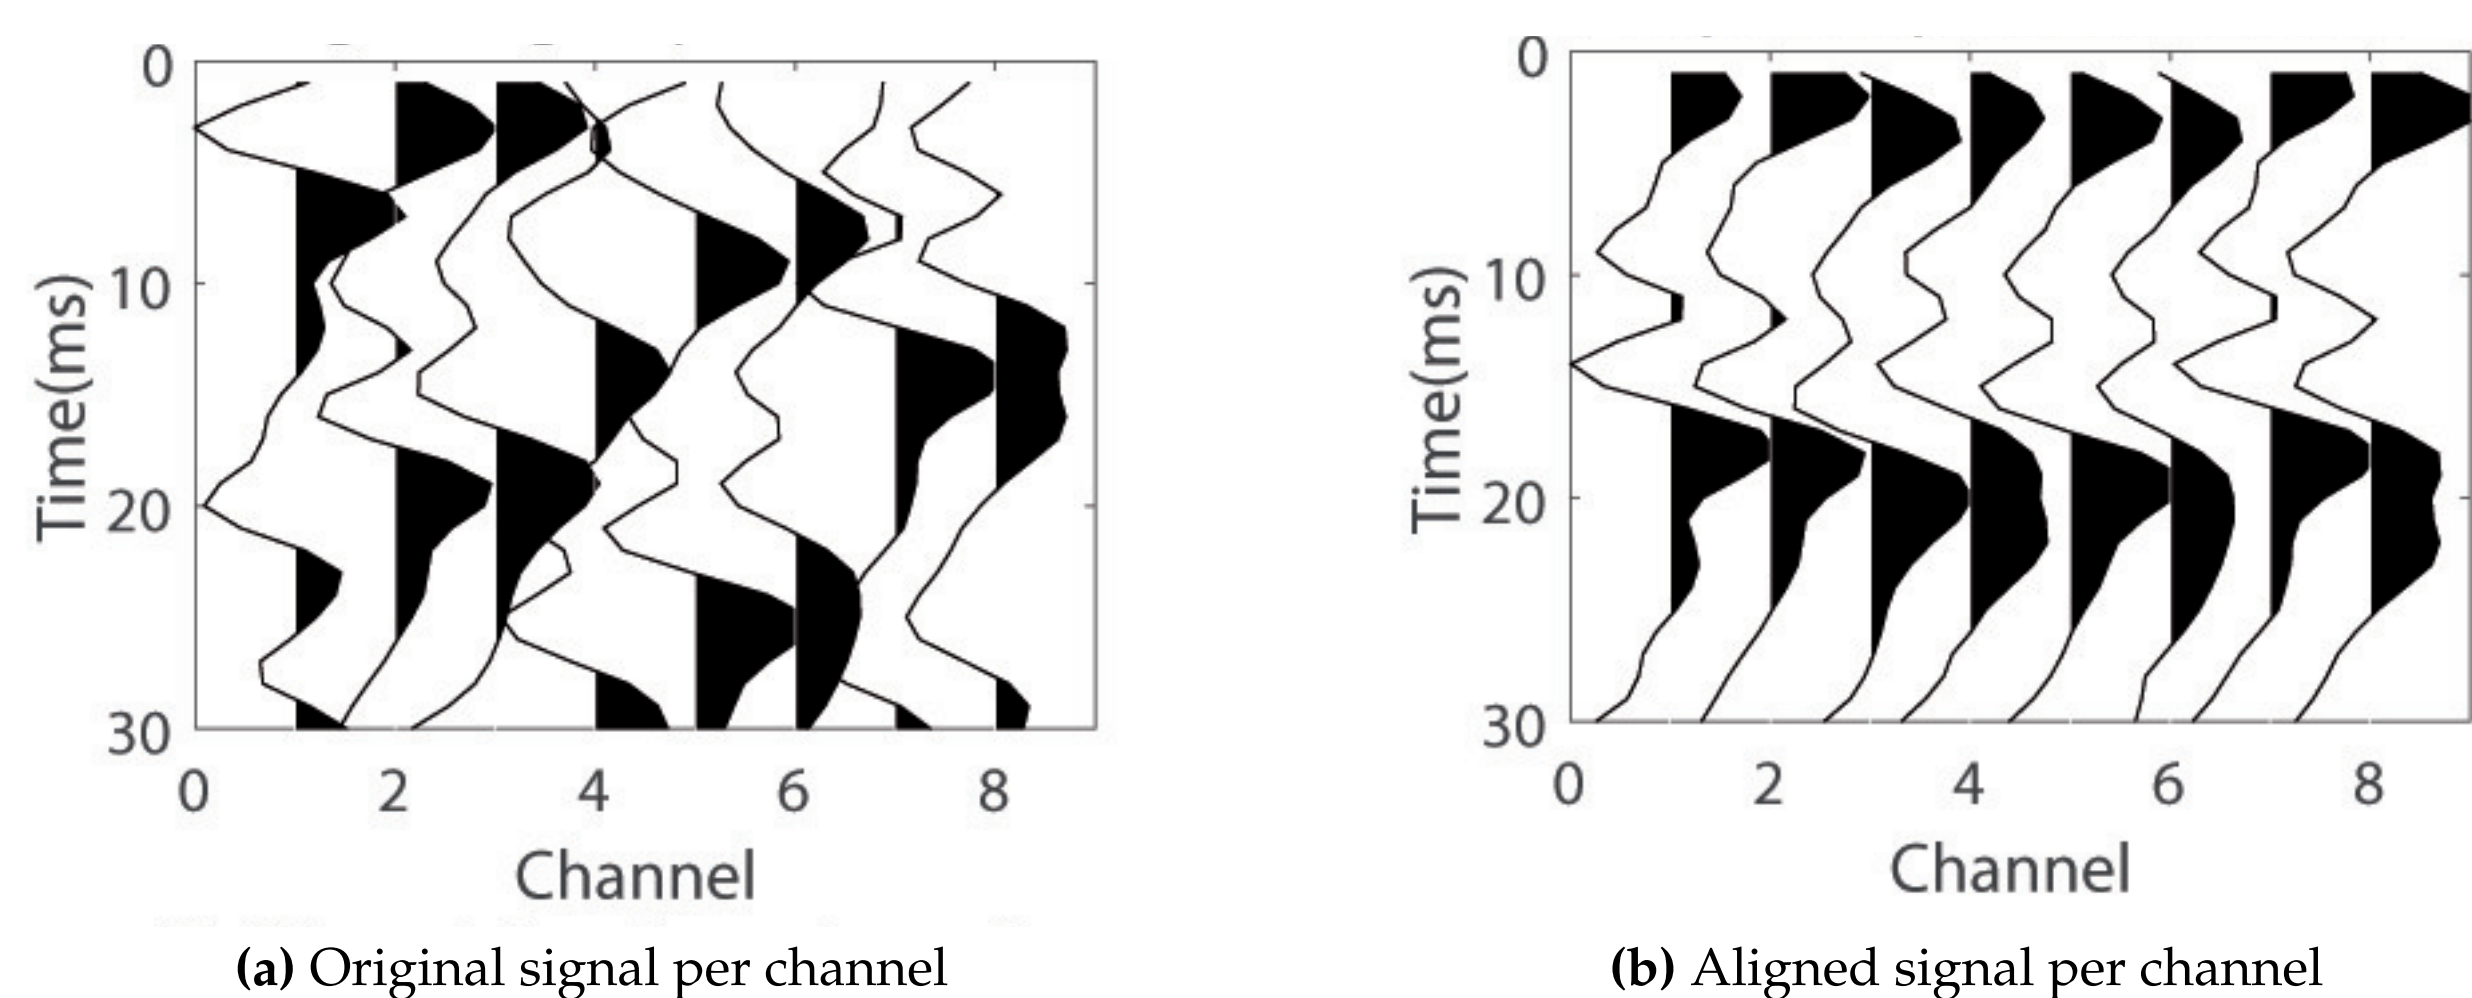 0
10
20
30
Time(ms)
0 2 4 6 8
Channel
(a) Original signal per channel
0
10
20
30
Time(ms)
0 2 4 6 8
Channel
(b) Aligned signal per channel